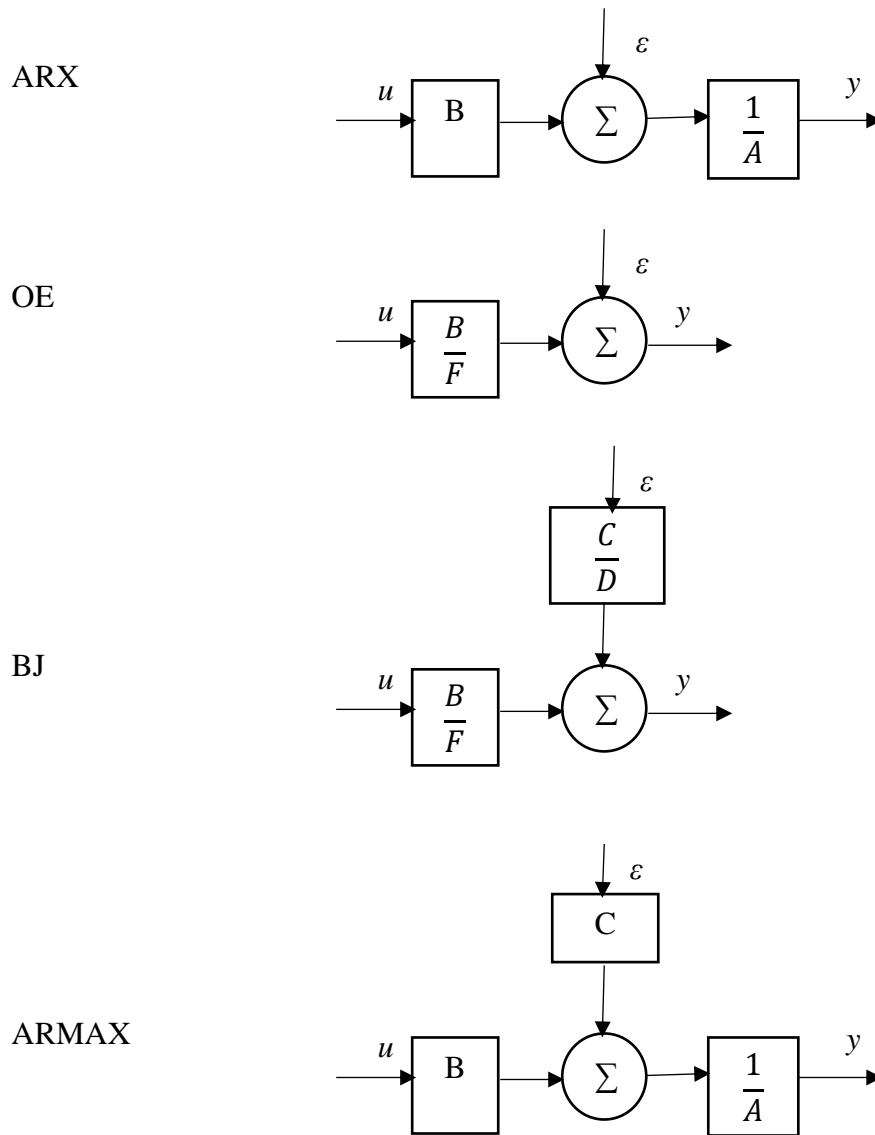 ε
ARX
u B ∑ 1/A y
ε
OE
u B/F ∑ y
ε
C/D
BJ
u B/F ∑ y
ε
C
ARMAX
u B ∑ 1/A y